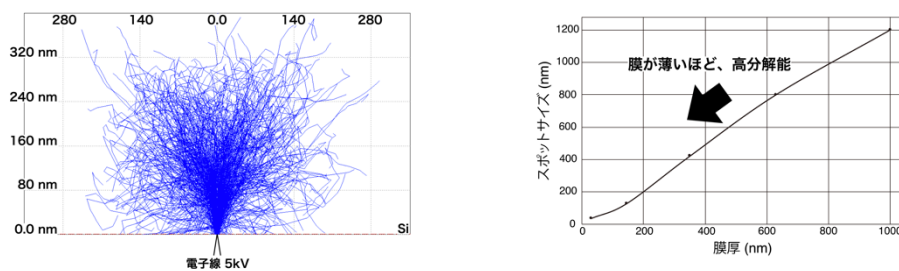 280 140 0.0 140 280
320 nm
240 nm
160 nm
80 nm
0.0 nm
Si
電子線 5kV
1200
1000
800
600
400
200
0
スポットサイズ (nm)
膜が薄いほど、高分解能
0 200 400 600 800 1000
膜厚 (nm)